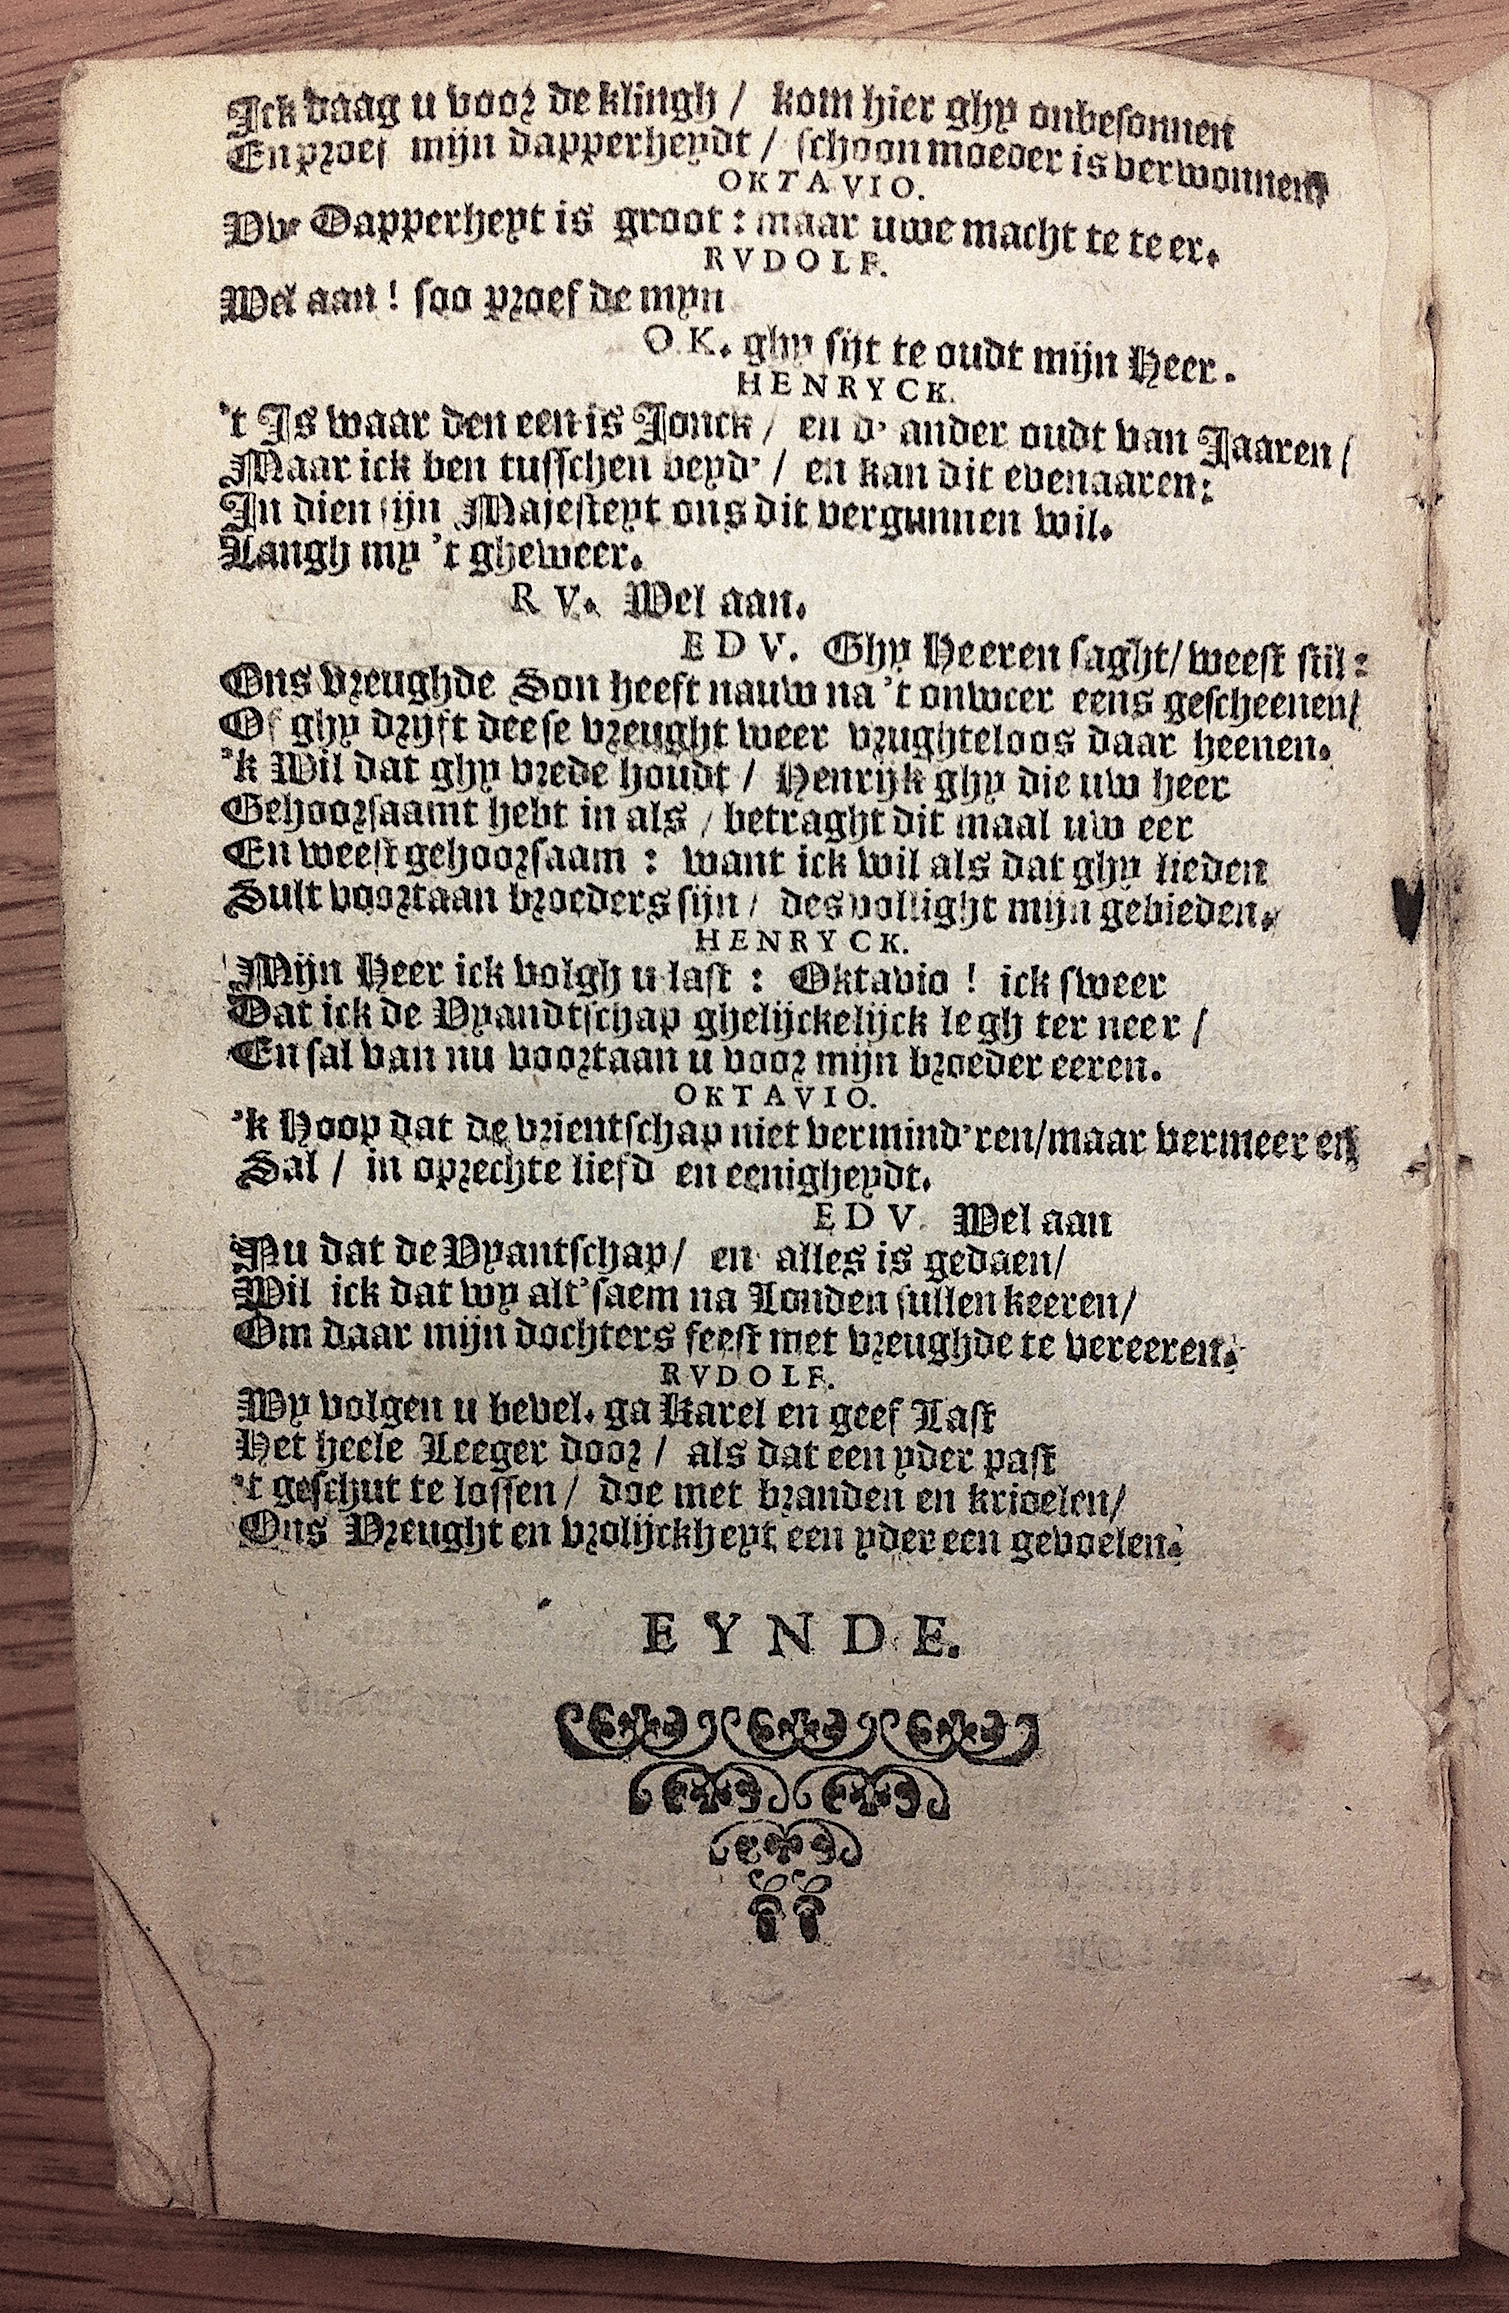 Ick daag u voor de klingh / kom hier ghy onbesonnen
En proef mijn dapperheydt / schoon moeder is verwonnen,
OKTAVIO.
Vw Dapperheyt is groot : maar uwe macht te teer.
RVDOLF.
Wel aan ! soo proef de myn
O K. ghy sijt te oudt mijn Heer.
HENRYCK.
't Is waar den een is Jonck / en d' ander oudt van Jaaren /
Maar ick ben tusschen beyd' / en kan dit evenaaren:
In dien sijn Majesteyt ons dit vergunnen wil.
Langh my 't gheweer.
R V. Wel aan.
E D V. Ghy Heeren saght / weest stil :
Ons vreughde Son heeft nauw na 't onweer eens gescheenen /
Of ghy dryft deese vreught weer vrughteloos daar heenen.
'k Wil dat ghy vrede houdt / Henrijk ghy die uw heer
Gehoorsaamt hebt in als / betraght dit maal uw eer
En weest gehoorsaam : want ick wil als dat ghy lieden
Sult voortaan broeders sijn / des vollight mijn gebieden.
HENRYCK.
Mijn Heer ick volgh u last : Oktavio ! ick sweer
Dat ick de Vyandtschap ghelijckelijck legh ter neer /
En sal van nu voortaan u voor mijn broeder eeren.
OKTAVIO.
'k Hoop dat de vrientschap niet vermind'ren / maar vermeeren
Sal / in oprechte liefd en eenigheydt.
E D V. Wel aan
Nu dat de Vyantschap / en alles is gedaen /
Wil ick dat wy alt'saem na Londen sullen keeren /
Om daar mijn dochters feest met vreughde te vereeren.
RVDOLF.
Wy volgen u bevel. ga Karel en geef Last
Het heele Leeger door / als dat een yder past
't geschut te lossen / doe met branden en krioelen /
Ons Vreught en vrolijckheyt een yder een gevoelen.
EYNDE.